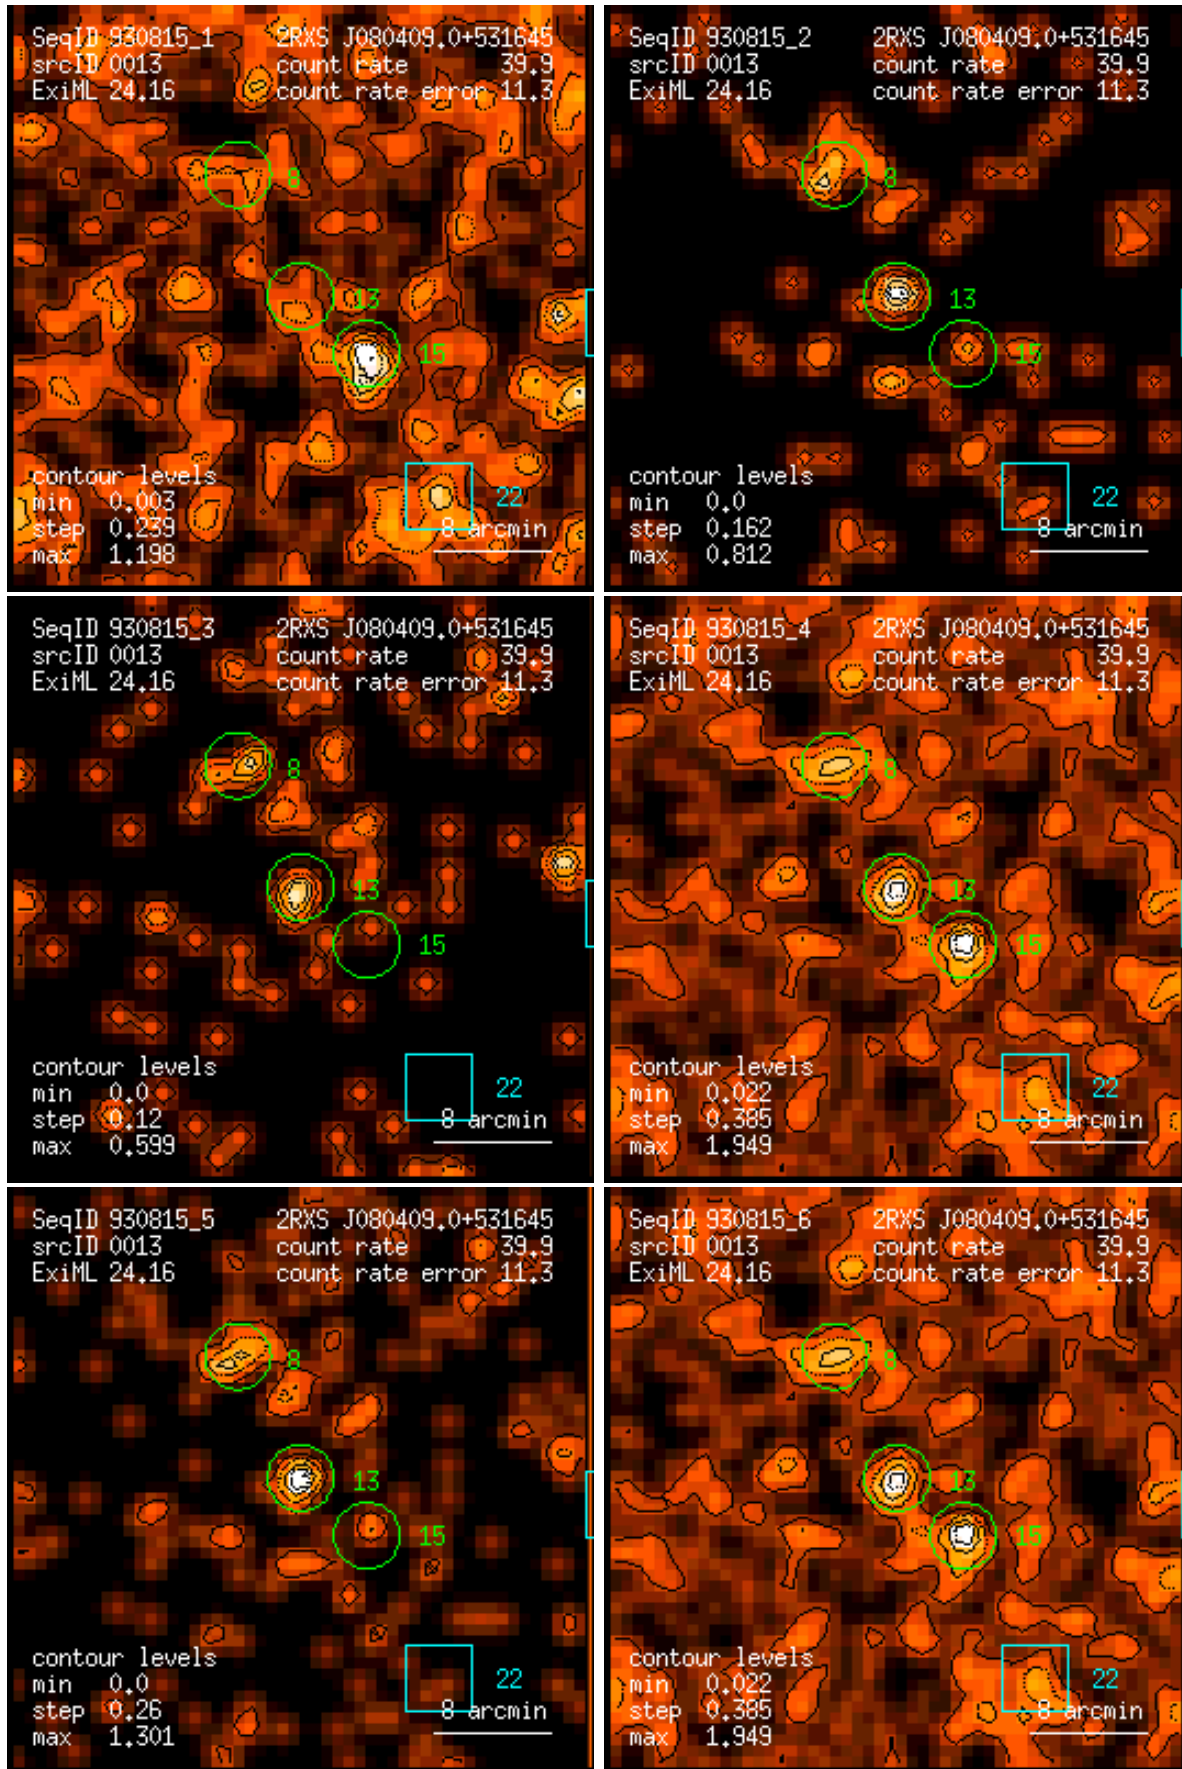 SeqID 930815_1 2RXS J080409.0+531645
srcID 0013 count rate 39.9
ExiML 24.16 count rate error 11.3
8
13
15
contour levels
min 0.003 22
step 0.239 8 arcmin
max 1.198
SeqID 930815_2 2RXS J080409.0+531645
srcID 0013 count rate 39.9
ExiML 24.16 count rate error 11.3
8
13
15
contour levels
min 0.0 22
step 0.162 8 arcmin
max 0.812
SeqID 930815_3 2RXS J080409.0+531645
srcID 0013 count rate 39.9
ExiML 24.16 count rate error 11.3
8
13
15
contour levels
min 0.0 22
step 0.12 8 arcmin
max 0.599
SeqID 930815_4 2RXS J080409.0+531645
srcID 0013 count rate 39.9
ExiML 24.16 count rate error 11.3
8
13
15
contour levels
min 0.022 22
step 0.385 8 arcmin
max 1.949
SeqID 930815_5 2RXS J080409.0+531645
srcID 0013 count rate 39.9
ExiML 24.16 count rate error 11.3
8
13
15
contour levels
min 0.0 22
step 0.26 8 arcmin
max 1.301
SeqID 930815_6 2RXS J080409.0+531645
srcID 0013 count rate 39.9
ExiML 24.16 count rate error 11.3
8
13
15
contour levels
min 0.022 22
step 0.385 8 arcmin
max 1.949